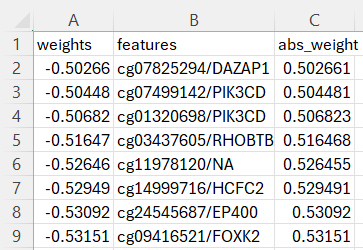 A B C
1 weights features abs_weight
2 -0.50266 cg07825294/DAZAP1 0.502661
3 -0.50448 cg07499142/PIK3CD 0.504481
4 -0.50682 cg01320698/PIK3CD 0.506823
5 -0.51647 cg03437605/RHOBTB 0.516468
6 -0.52646 cg11978120/NA 0.526455
7 -0.52949 cg14999716/HCFC2 0.529491
8 -0.53092 cg24545687/EP400 0.53092
9 -0.53151 cg09416521/FOXK2 0.53151